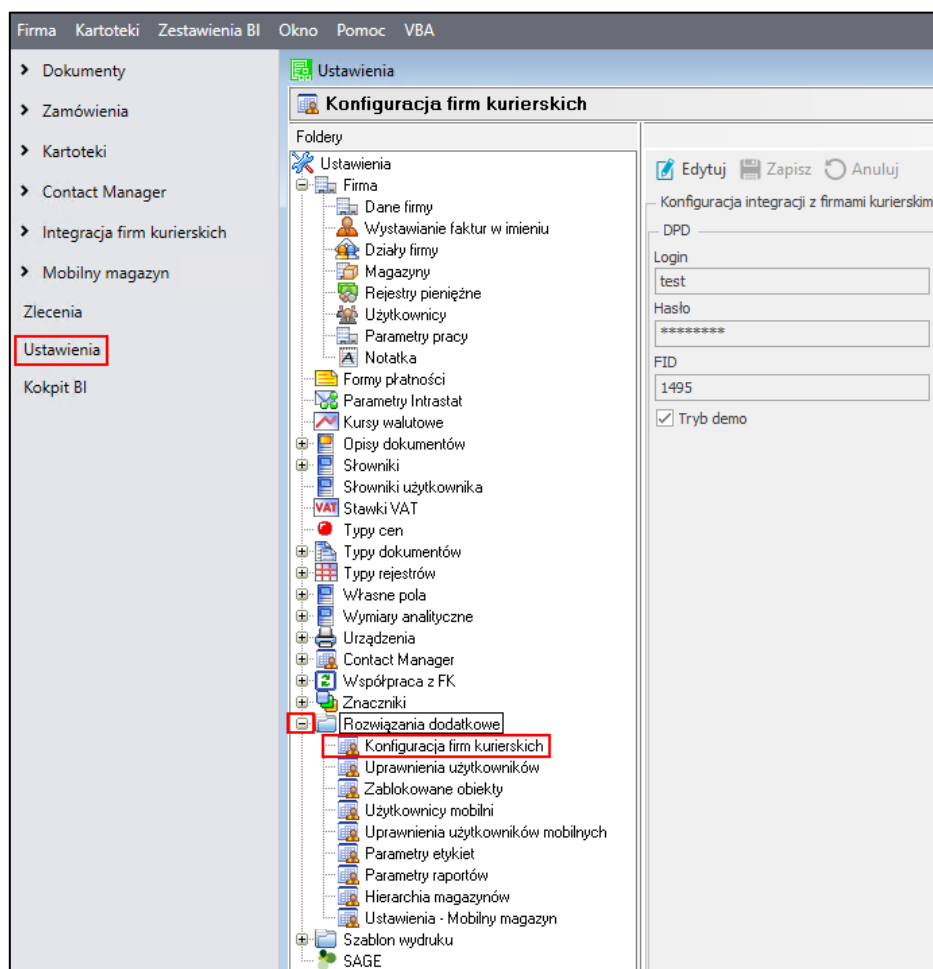 Firma Kartoteki Zestawienia BI Okno Pomoc VBA
Dokumenty
Zamówienia
Kartoteki
Contact Manager
Integracja firm kurierskich
Mobilny magazyn
Zlecenia
Ustawienia
Kokpit BI
Ustawienia
Konfiguracja firm kurierskich
Foldery
Ustawienia
Firma
Dane firmy
Wystawianie faktur w imieniu
Działy firmy
Magazyny
Rejestry pieniężne
Użytkownicy
Parametry pracy
Notatka
Formy płatności
Parametry Intrastat
Kursy walutowe
Opisy dokumentów
Słowniki
Słowniki użytkownika
VAT Stawki VAT
Typy cen
Typy dokumentów
Typy rejestrów
Własne pola
Wymiary analityczne
Urządzenia
Contact Manager
Współpraca z FK
Znaczniki
Rozwiązania dodatkowe
Konfiguracja firm kurierskich
Uprawnienia użytkowników
Zablokowane obiekty
Użytkownicy mobilni
Uprawnienia użytkowników mobilnych
Parametry etykiet
Parametry raportów
Hierarchia magazynów
Ustawienia - Mobilny magazyn
Szablon wydruku
SAGE
Edytuj Zapisz Anuluj
Konfiguracja integracji z firmami kurierskim
DPD
Login
test
Hasło
********
FID
1495
Tryb demo